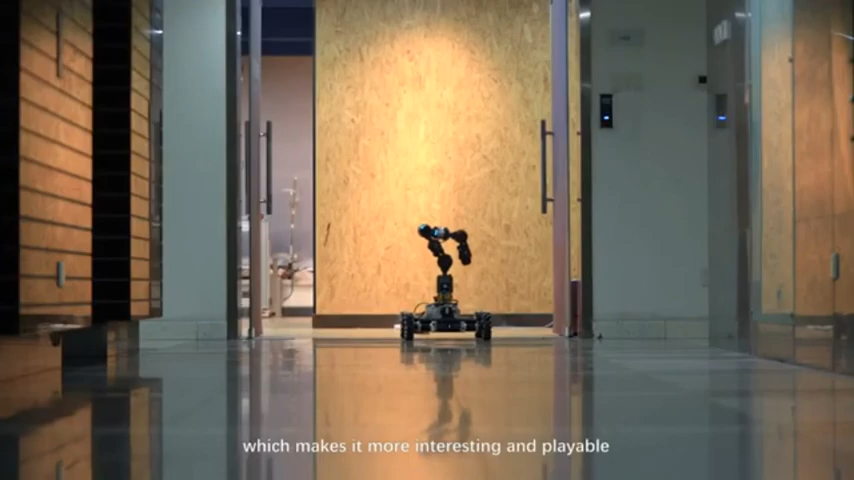 which makes it more interesting and playable